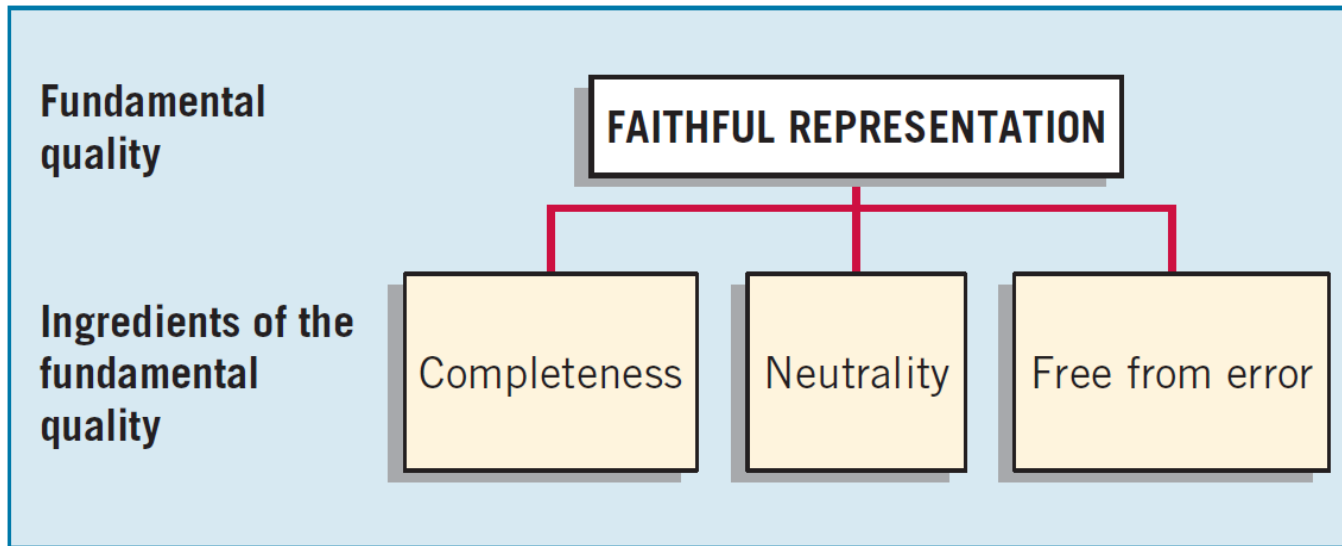 Fundamental
quality
FAITHFUL REPRESENTATION
Ingredients of the
fundamental
quality
Completeness
Neutrality
Free from error